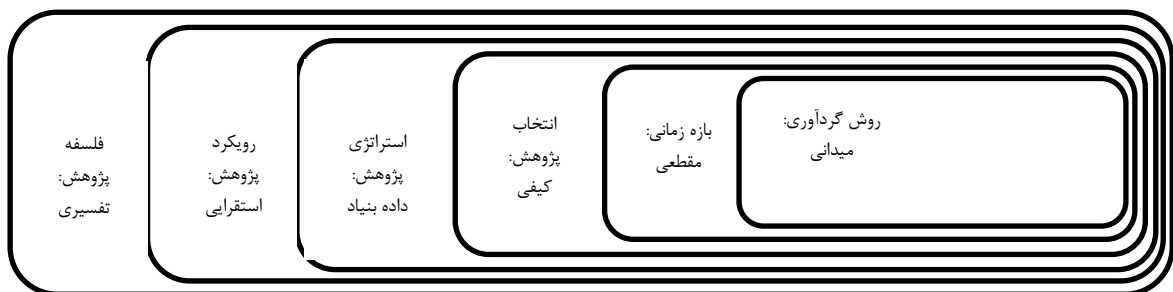 فلسفه
پژوهش:
تفسیری
رویکرد
پژوهش:
استقرایی
استراتژی
پژوهش:
داده بنیاد
انتخاب
پژوهش:
کیفی
بازه زمانی:
مقطعی
روش گردآوری:
میدانی